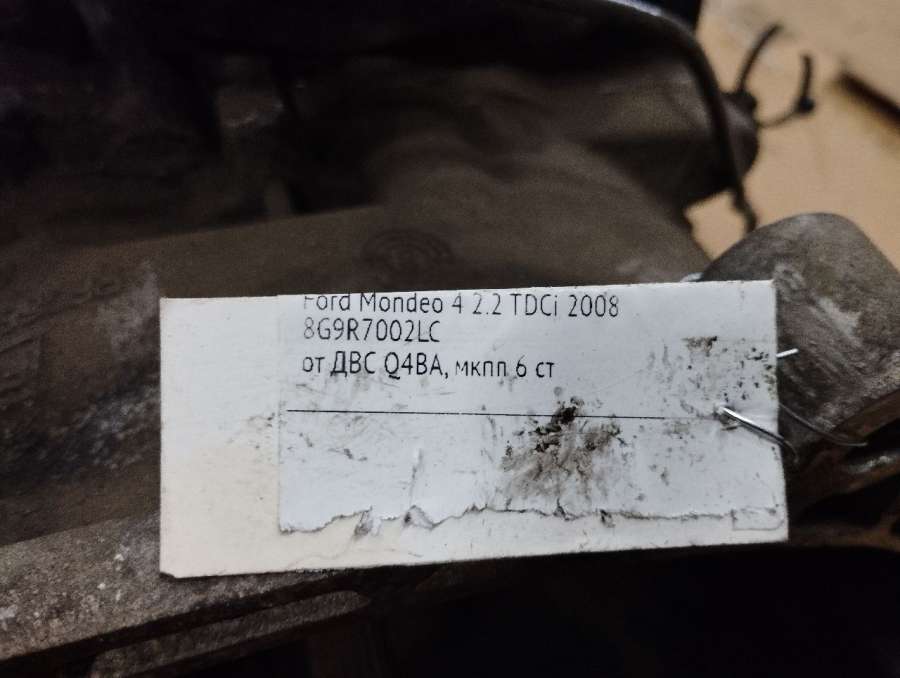 Ford Mondeo 4 2.2 TDCi 2008
8G9R7002LC
от ДВС Q4BA, мкпп 6 ст